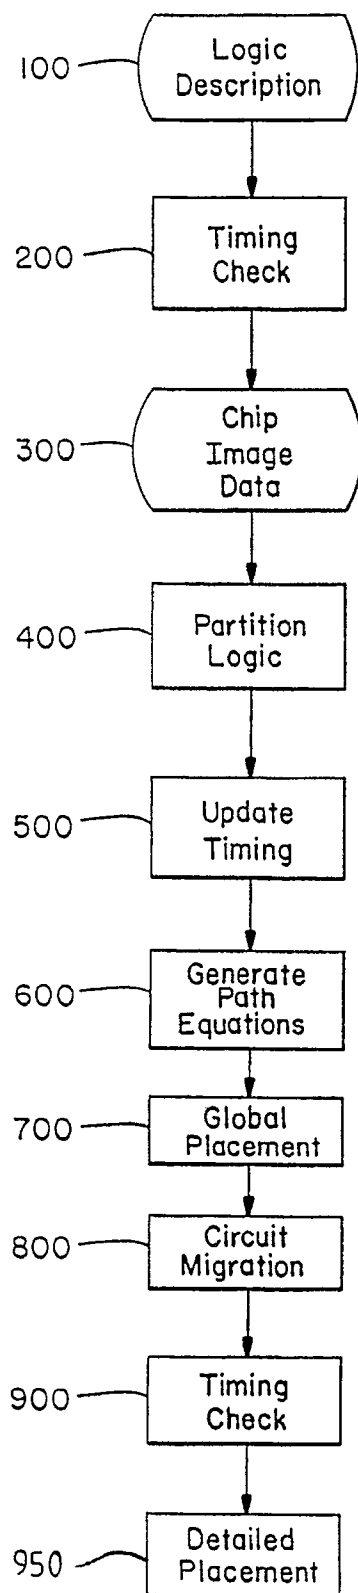 Logic
100
Description
Timing
200
Check
Chip
300
Image
Data
400
Partition
Logic
500
Update
Timing
Generate
600
Path
Equations
700
Global
Placement
800
Circuit
Migration
900
Timing
Check
Detailed
950
Placement